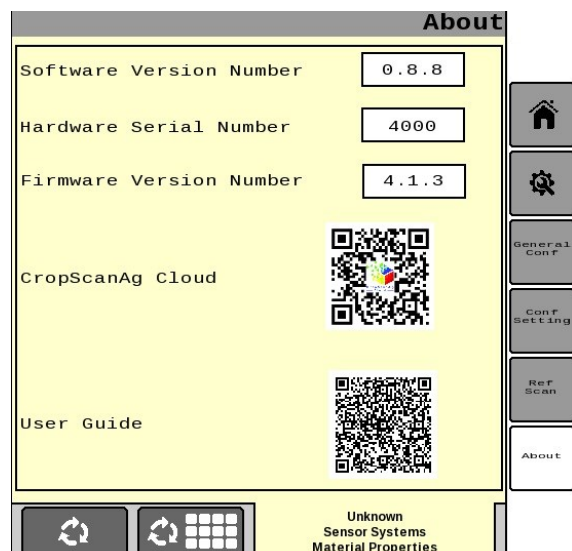 About
Software Version Number 0.8.8
Hardware Serial Number 4000
Firmware Version Number 4.1.3
CropScanAg Cloud
User Guide
General
Conf
Conf
Setting
Ref
Scan
About
Unknown
Sensor Systems
Material Properties